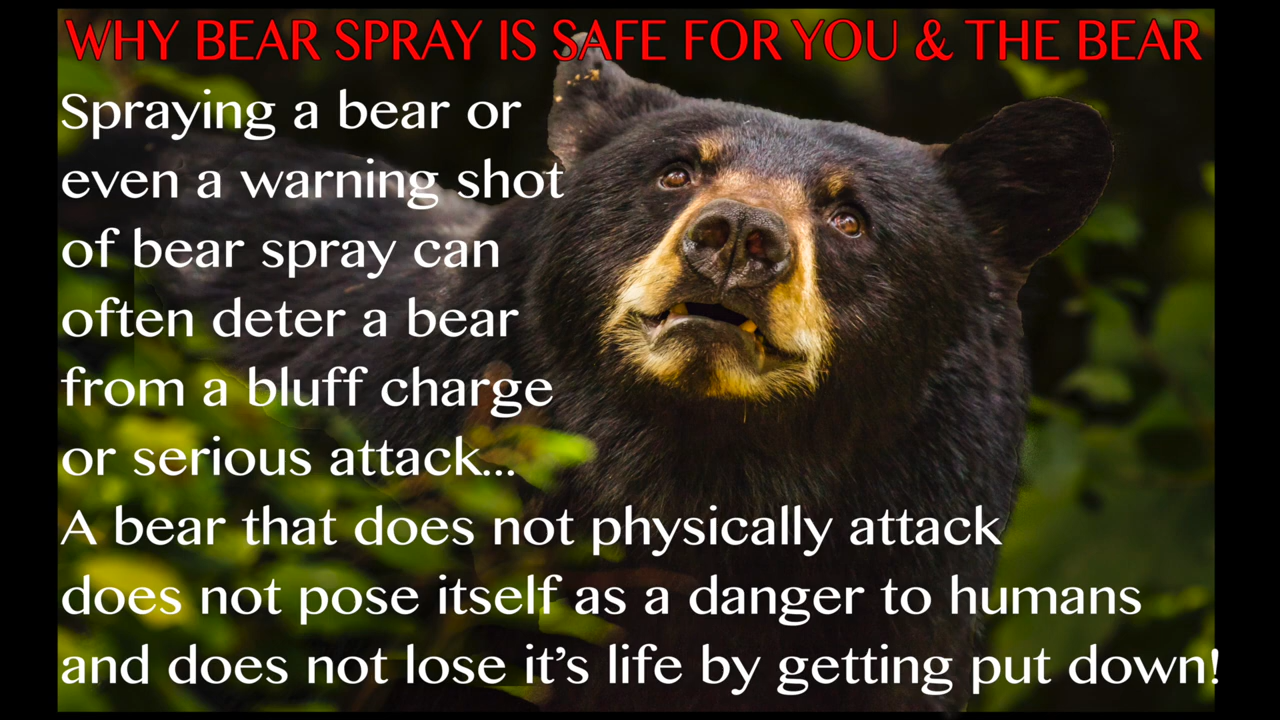 WHY BEAR SPRAY IS SAFE FOR YOU & THE BEAR
Spraying a bear or
even a warning shot
of bear spray can
often deter a bear
from a bluff charge
or serious attack...
A bear that does not physically attack
does not pose itself as a danger to humans
and does not lose it's life by getting put down!